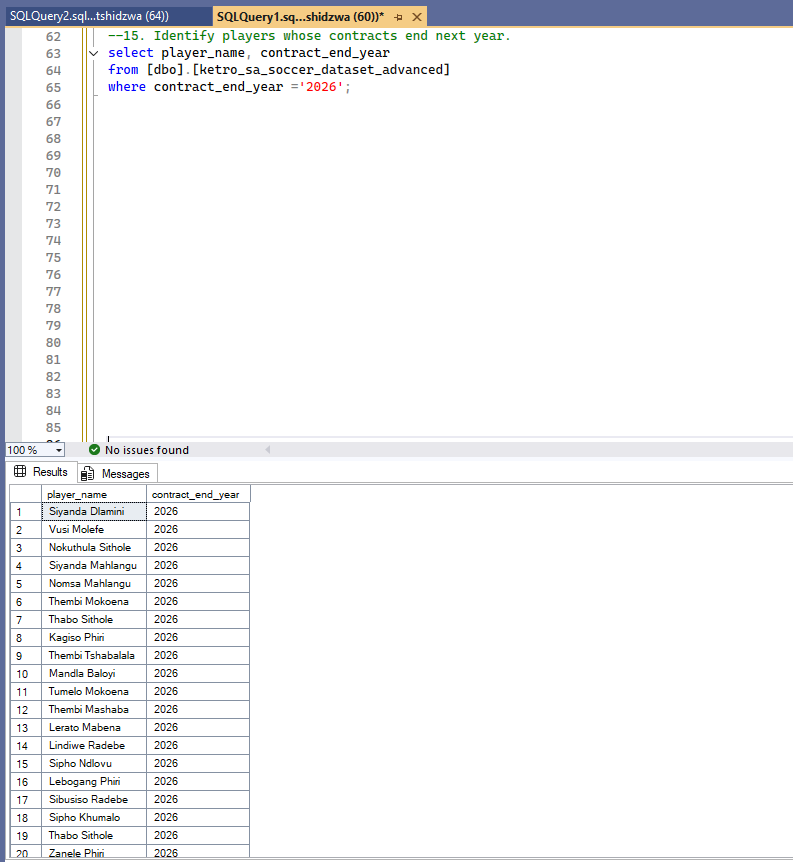 SQLQuery2.sql...tshidzwa (64)) SQLQuery1.sq...shidzwa (60))*
62 --15. Identify players whose contracts end next year.
63 select player_name, contract_end_year
64 from [dbo].[ketro_sa_soccer_dataset_advanced]
65 where contract_end_year ='2026';
66
67
68
69
70
71
72
73
74
75
76
77
78
79
80
81
82
83
84
85
100 % No issues found
Results Messages
player_name contract_end_year
1 Siyanda Dlamini 2026
2 Vusi Molefe 2026
3 Nokuthula Sithole 2026
4 Siyanda Mahlangu 2026
5 Nomsa Mahlangu 2026
6 Thembi Mokoena 2026
7 Thabo Sithole 2026
8 Kagiso Phiri 2026
9 Thembi Tshabalala 2026
10 Mandla Baloyi 2026
11 Tumelo Mokoena 2026
12 Thembi Mashaba 2026
13 Lerato Mabena 2026
14 Lindiwe Radebe 2026
15 Sipho Ndlovu 2026
16 Lebogang Phiri 2026
17 Sibusiso Radebe 2026
18 Sipho Khumalo 2026
19 Thabo Sithole 2026
20 Zanele Phiri 2026